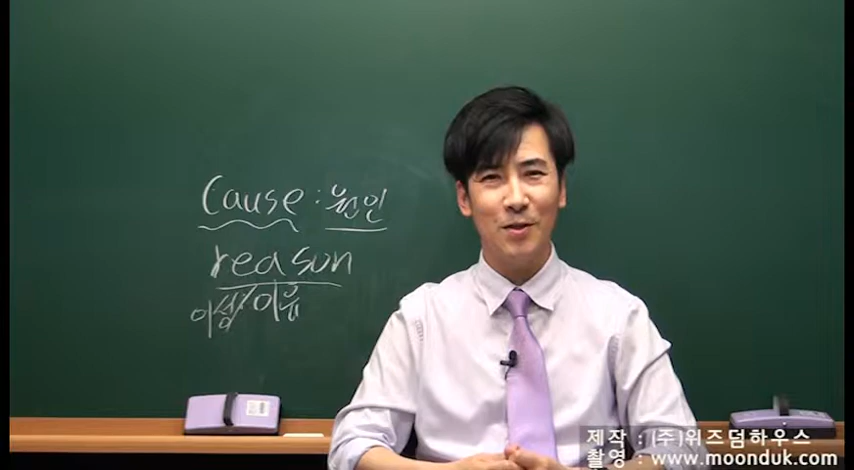 Cause : 원인
reason
이성/이유
제작 : (주)위즈덤하우스
촬영 : www.moonduk.com